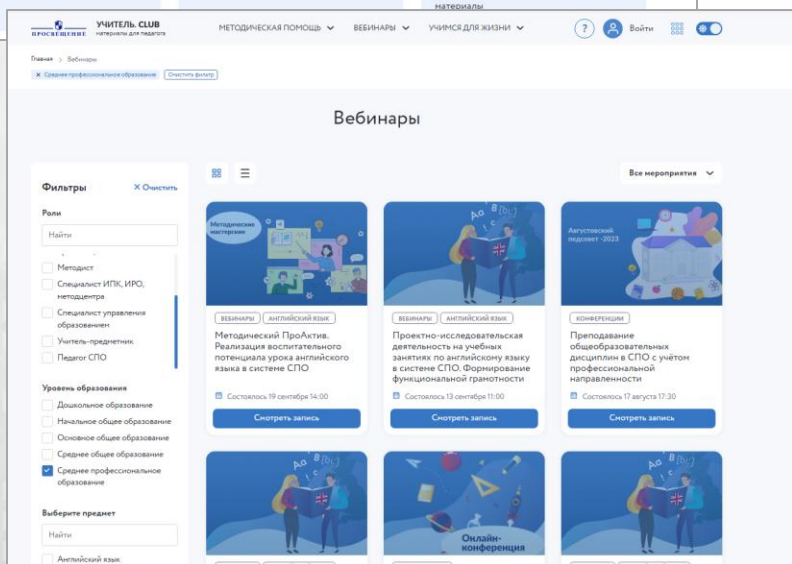 материалы
ПРОСВЕЩЕНИЕ
УЧИТЕЛЬ. CLUB
материалы для педагога
МЕТОДИЧЕСКАЯ ПОМОЩЬ
ВЕБИНАРЫ
УЧИМСЯ ДЛЯ ЖИЗНИ
?
Войти
Главная > Вебинары
× Среднее профессиональное образование
Очистить фильтр
Вебинары
Фильтры
× Очистить
Все мероприятия
Роли
Найти
Методист
Специалист ИПК, ИРО,
методцентра
Специалист управления
образованием
Учитель-предметник
Педагог СПО
Уровень образования
Дошкольное образование
Начальное общее образование
Основное общее образование
Среднее общее образование
Среднее профессиональное
образование
Выберите предмет
Найти
Английский язык
Методические
мастерские
ВЕБИНАРЫ
АНГЛИЙСКИЙ ЯЗЫК
Методический ПроАктив.
Реализация воспитательного
потенциала урока английского
языка в системе СПО
Состоялось 19 сентября 14:00
Смотреть запись
ВЕБИНАРЫ
АНГЛИЙСКИЙ ЯЗЫК
Проектно-исследовательская
деятельность на учебных
занятиях по английскому языку
в системе СПО. Формирование
функциональной грамотности
Состоялось 13 сентября 11:00
Смотреть запись
Августовский
педсовет -2023
КОНФЕРЕНЦИИ
Преподавание
общеобразовательных
дисциплин в СПО с учётом
профессиональной
направленности
Состоялось 17 августа 17:30
Смотреть запись
Онлайн-
конференция